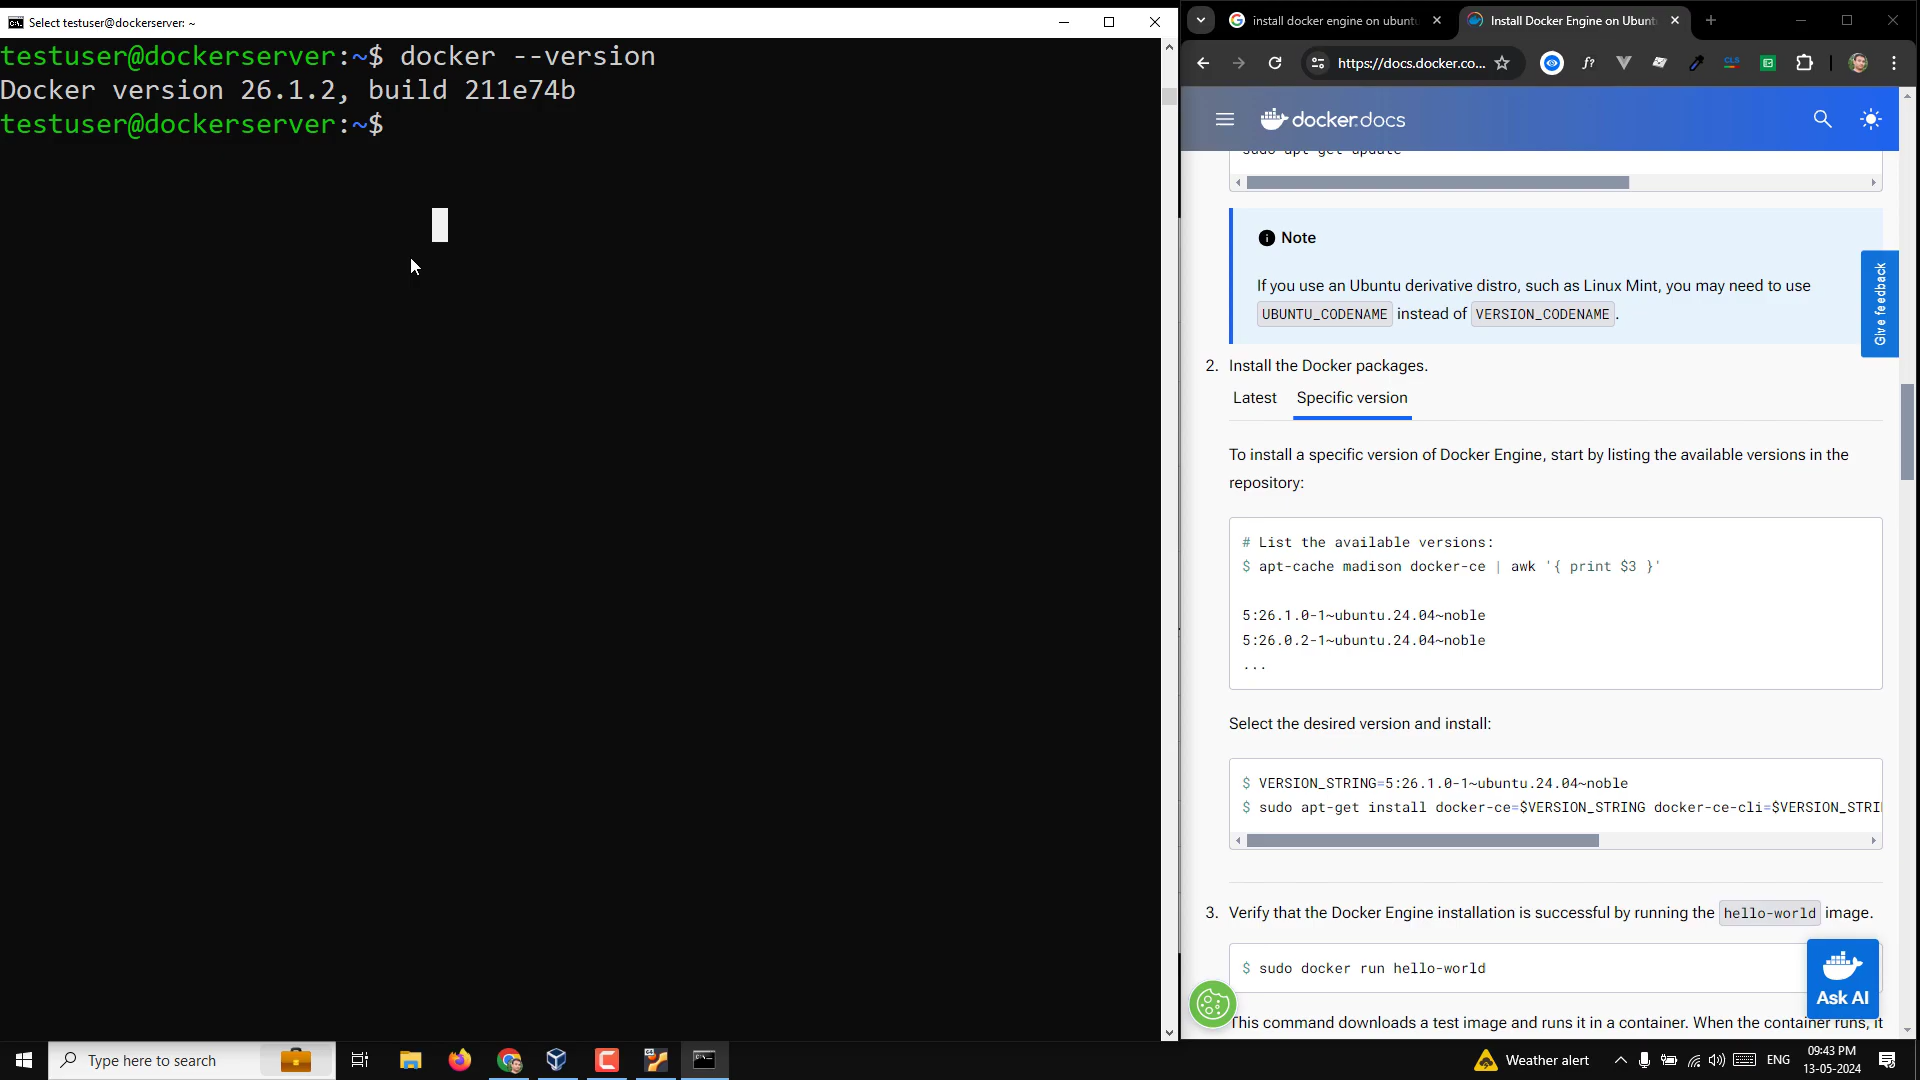 Select testuser@dockerserver: ~
testuser@dockerserver:~$ docker --version
Docker version 26.1.2, build 211e74b
testuser@dockerserver:~$
install docker engine on ubuntu
Install Docker Engine on Ubunt
https://docs.docker.co...
docker.docs
sudo apt-get update
Note
If you use an Ubuntu derivative distro, such as Linux Mint, you may need to use
UBUNTU_CODENAME instead of VERSION_CODENAME.
Give feedback
2. Install the Docker packages.
Latest Specific version
To install a specific version of Docker Engine, start by listing the available versions in the
repository:
# List the available versions:
$ apt-cache madison docker-ce | awk '{ print $3 }'
5:26.1.0-1~ubuntu.24.04~noble
5:26.0.2-1~ubuntu.24.04~noble
...
Select the desired version and install:
$ VERSION_STRING=5:26.1.0-1~ubuntu.24.04~noble
$ sudo apt-get install docker-ce=$VERSION_STRING docker-ce-cli=$VERSION_STRI
3. Verify that the Docker Engine installation is successful by running the hello-world image.
$ sudo docker run hello-world
Ask AI
This command downloads a test image and runs it in a container. When the container runs, it
Type here to search
Weather alert
ENG
09:43 PM
13-05-2024